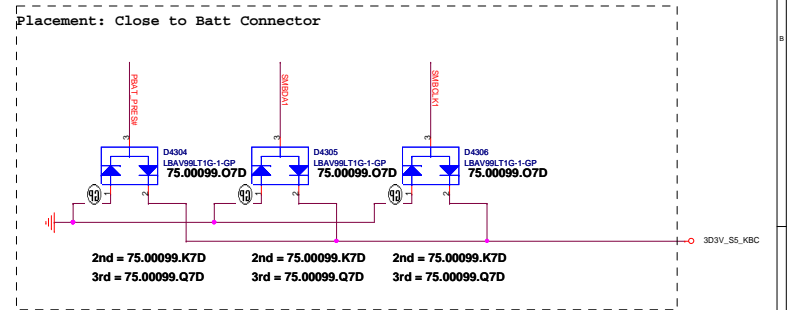 Placement: Close to Batt Connector
B
PBAT_PRES#
SMBDA1
SMBCLK1
3
3
3
D4304
LBAV99LT1G-1-GP
75.00099.O7D
D4305
LBAV99LT1G-1-GP
75.00099.O7D
D4306
LBAV99LT1G-1-GP
75.00099.O7D
1
2
1
2
1
2
3D3V_S5_KBC
2nd = 75.00099.K7D
2nd = 75.00099.K7D
2nd = 75.00099.K7D
3rd = 75.00099.Q7D
3rd = 75.00099.Q7D
3rd = 75.00099.Q7D